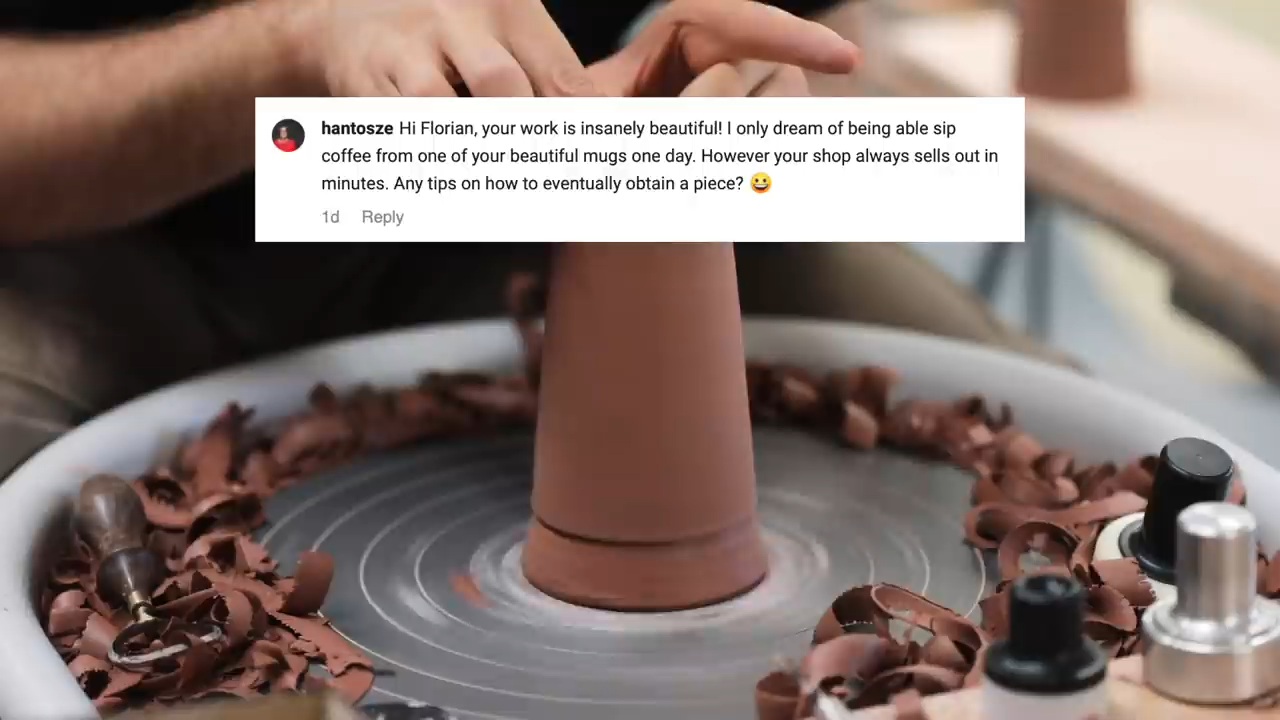 hantosze Hi Florian, your work is insanely beautiful! I only dream of being able sip
coffee from one of your beautiful mugs one day. However your shop always sells out in
minutes. Any tips on how to eventually obtain a piece? 😀
1d Reply